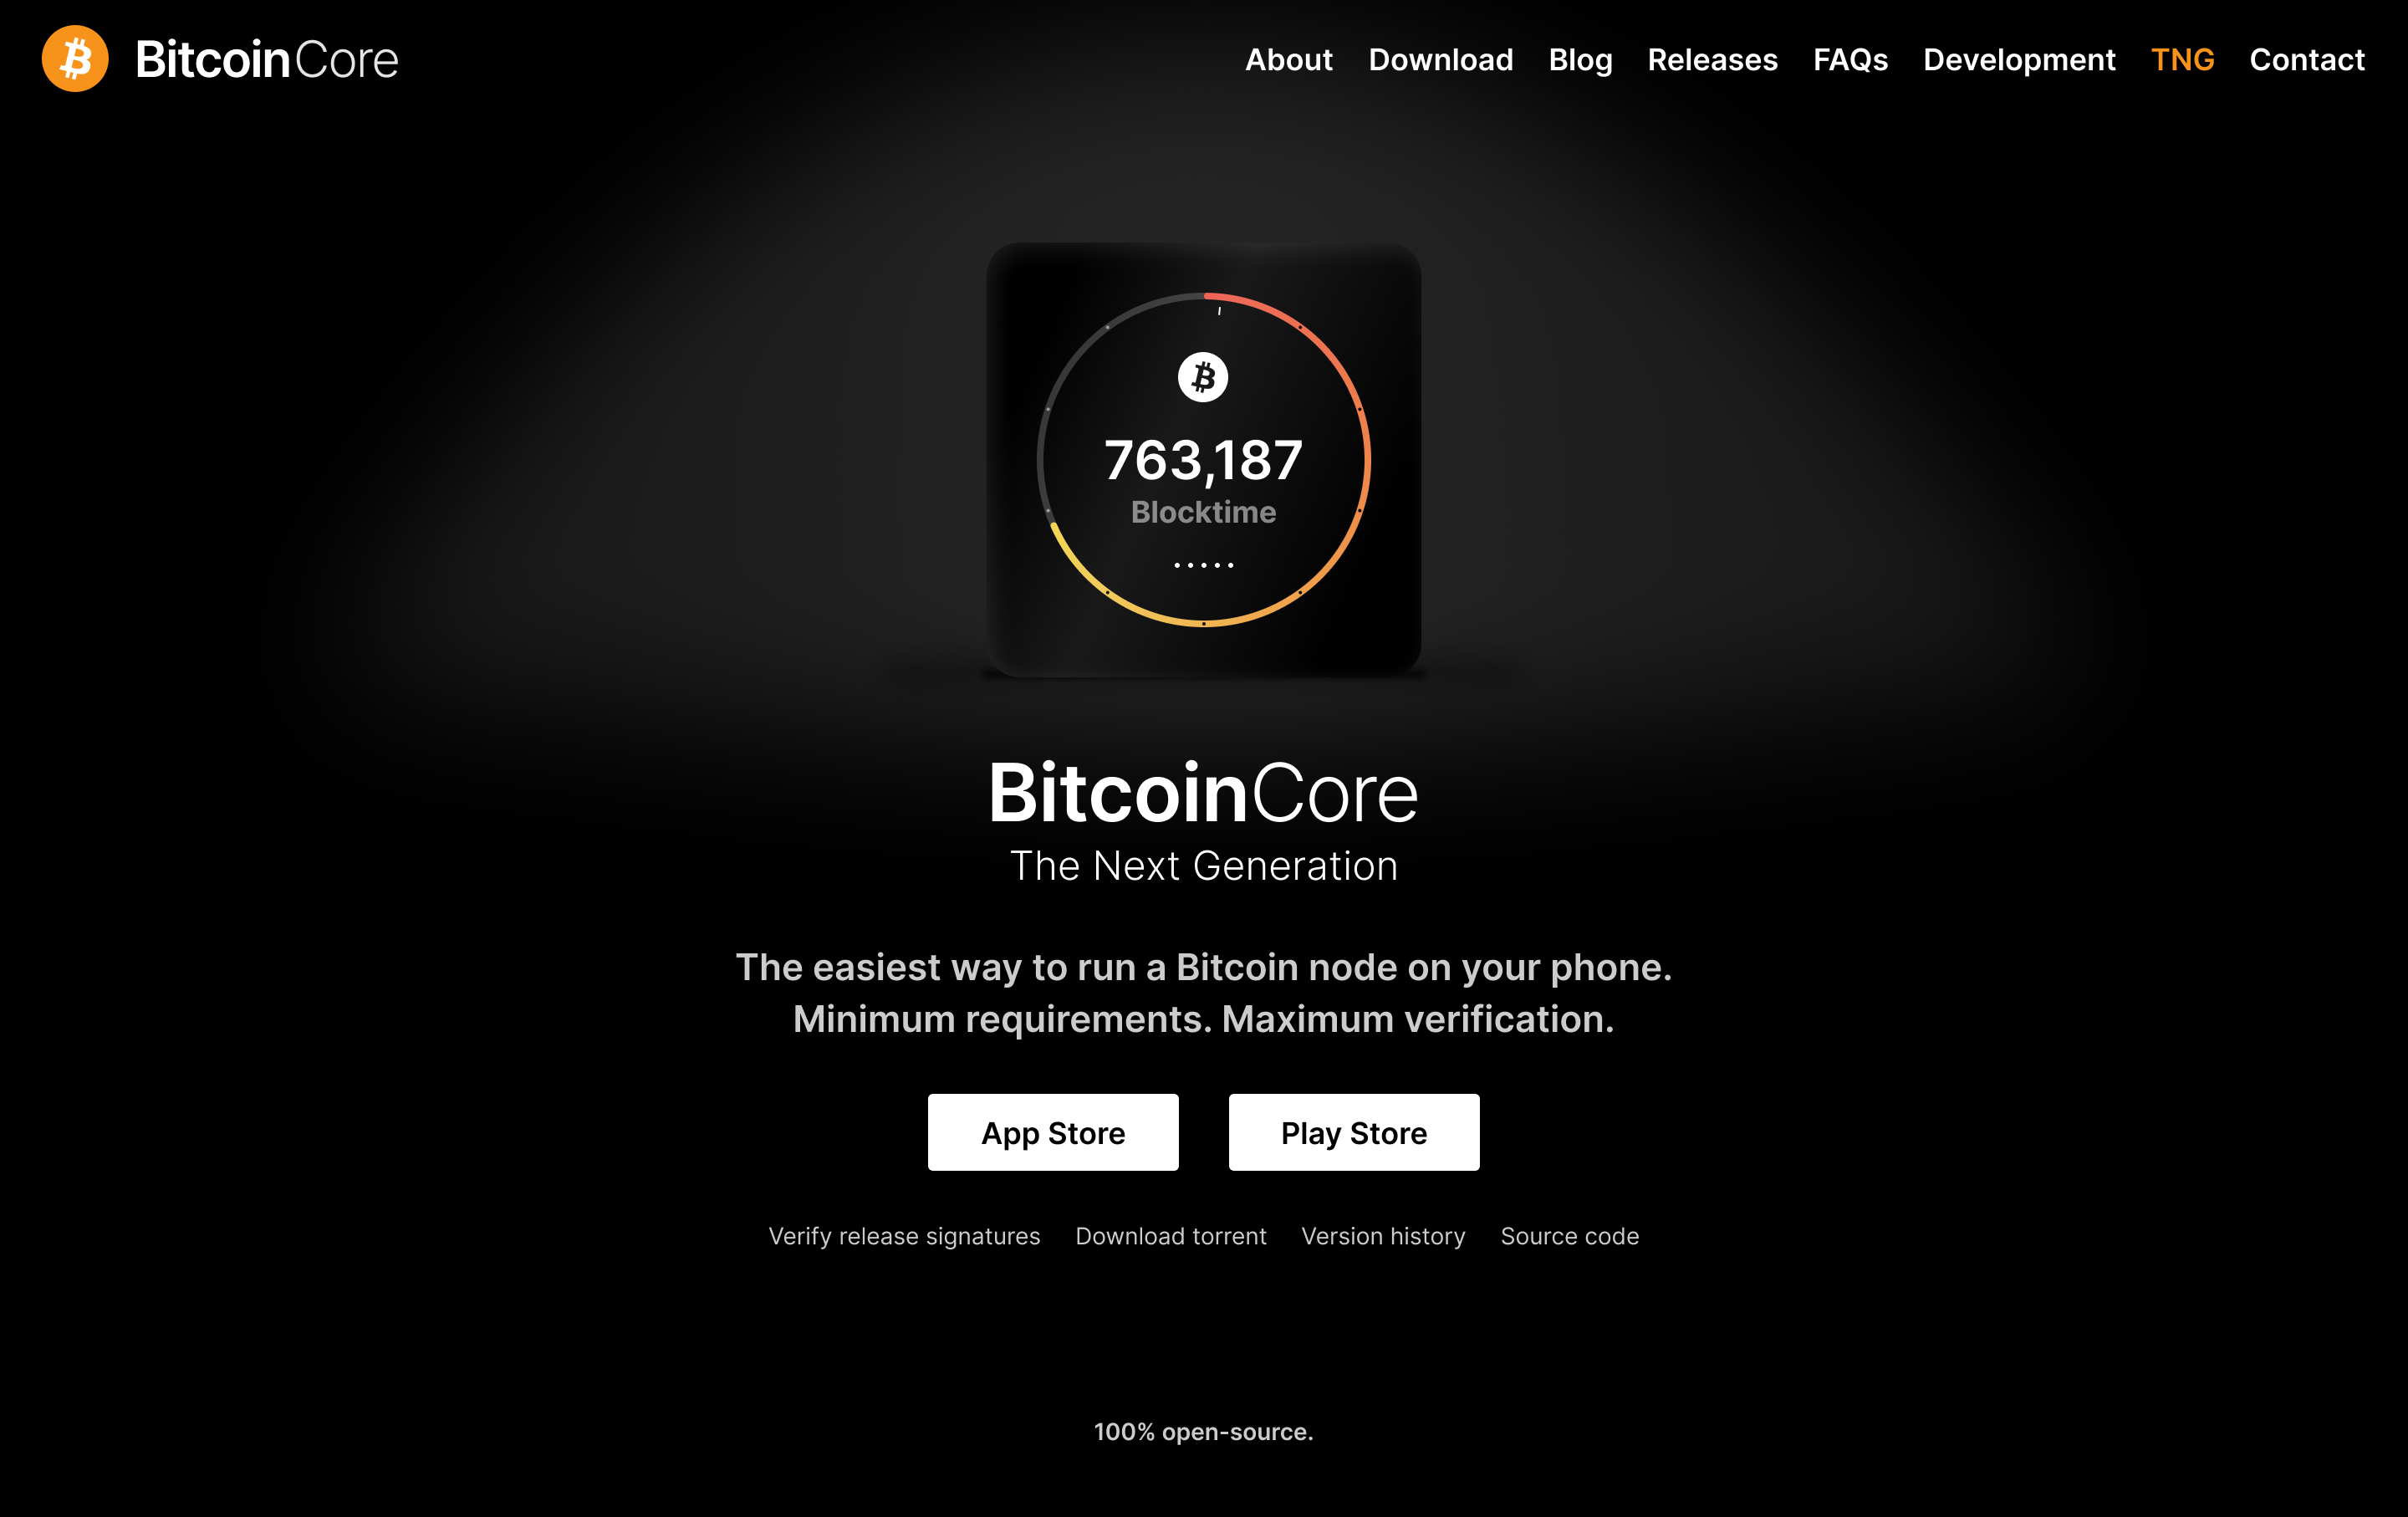 Bitcoin Core
About Download Blog Releases FAQs Development TNG Contact
763,187
Blocktime
BitcoinCore
The Next Generation
The easiest way to run a Bitcoin node on your phone.
Minimum requirements. Maximum verification.
App Store Play Store
Verify release signatures Download torrent Version history Source code
100% open-source.